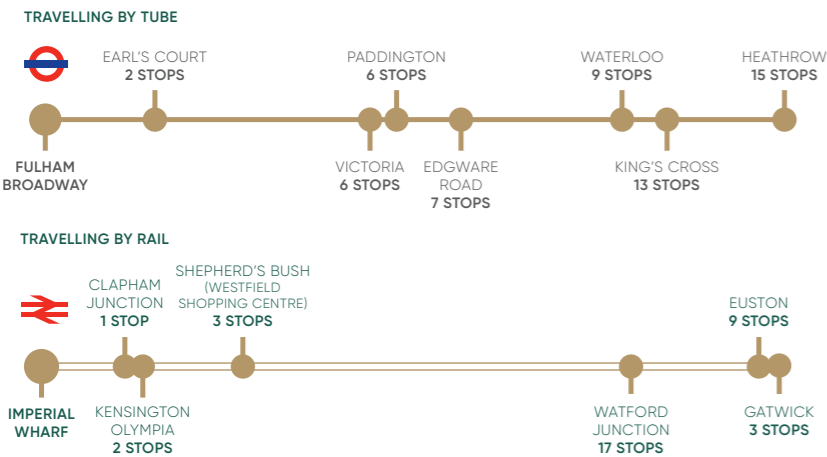 TRAVELLING BY TUBE
EARL'S COURT
2 STOPS
PADDINGTON
6 STOPS
WATERLOO
9 STOPS
HEATHROW
15 STOPS
FULHAM
BROADWAY
VICTORIA
6 STOPS
EDGWARE
ROAD
7 STOPS
KING'S CROSS
13 STOPS
TRAVELLING BY RAIL
CLAPHAM
JUNCTION
1 STOP
SHEPHERD'S BUSH
(WESTFIELD
SHOPPING CENTRE)
3 STOPS
EUSTON
9 STOPS
IMPERIAL
WHARF
KENSINGTON
OLYMPIA
2 STOPS
WATFORD
JUNCTION
17 STOPS
GATWICK
3 STOPS